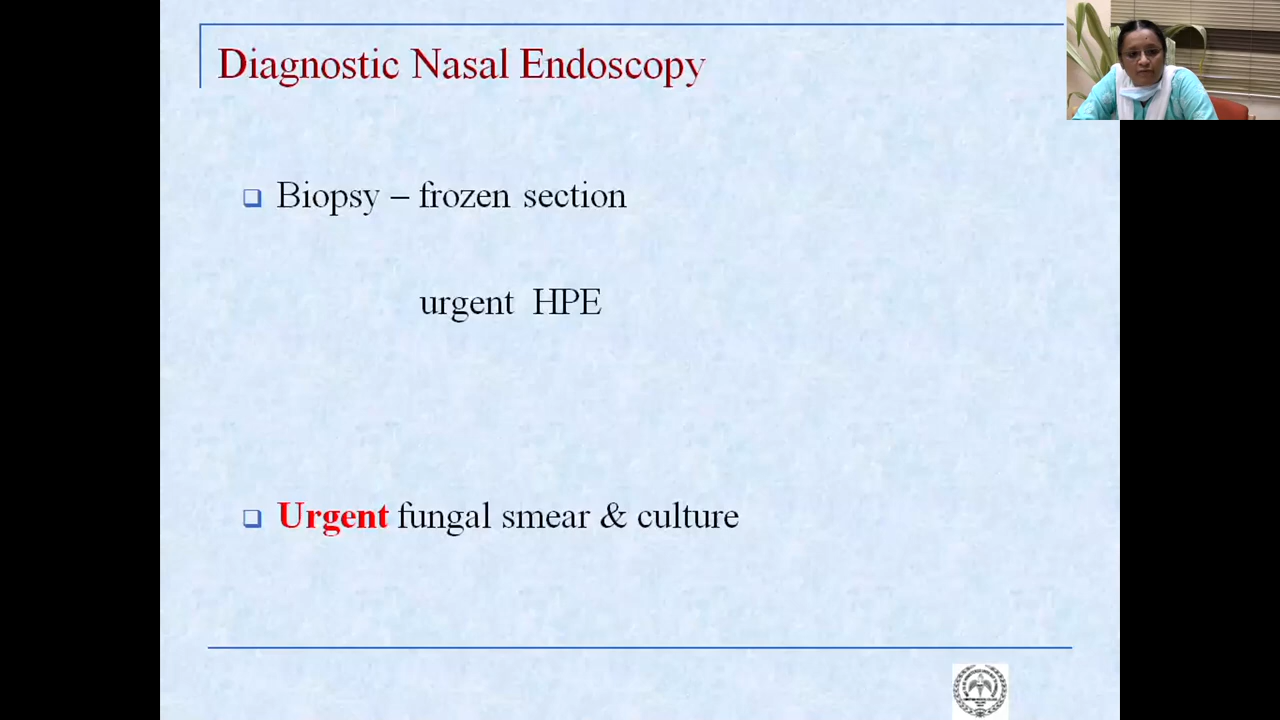 Diagnostic Nasal Endoscopy
Biopsy – frozen section
urgent HPE
Urgent fungal smear & culture